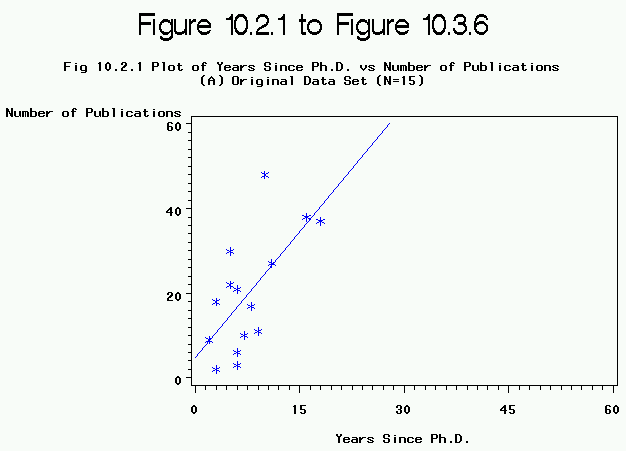 Figure 10.2.1 to Figure 10.3.6
Fig 10.2.1 Plot of Years Since Ph.D. vs Number of Publications
(A) Original Data Set (N=15)
Number of Publications
60
40
20
0
0 15 30 45 60
Years Since Ph.D.